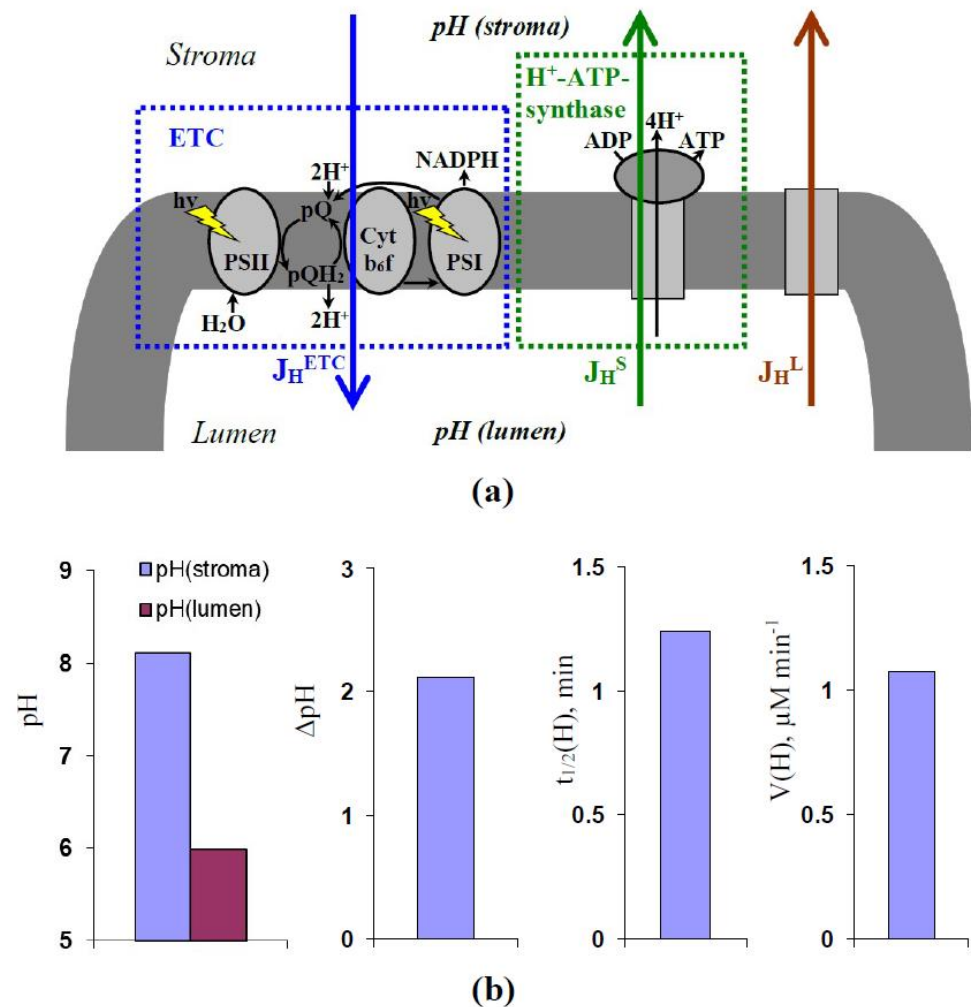 pH (stroma)
Stroma
H⁺-ATP-
synthase
ETC
4H⁺
ADP
ATP
2H⁺
NADPH
hν
pQ
hν
Cyt
b₆f
PSII
pQH₂
PSI
H₂O
2H⁺
J_H^ETC
J_H^S
J_H^L
Lumen
pH (lumen)
(a)
pH
9
8
7
6
5
pH(stroma)
pH(lumen)
ΔpH
3
2
1
0
t₁/₂(H), min
1.5
1
0.5
0
V(H), µM min⁻¹
1.5
1
0.5
0
(b)